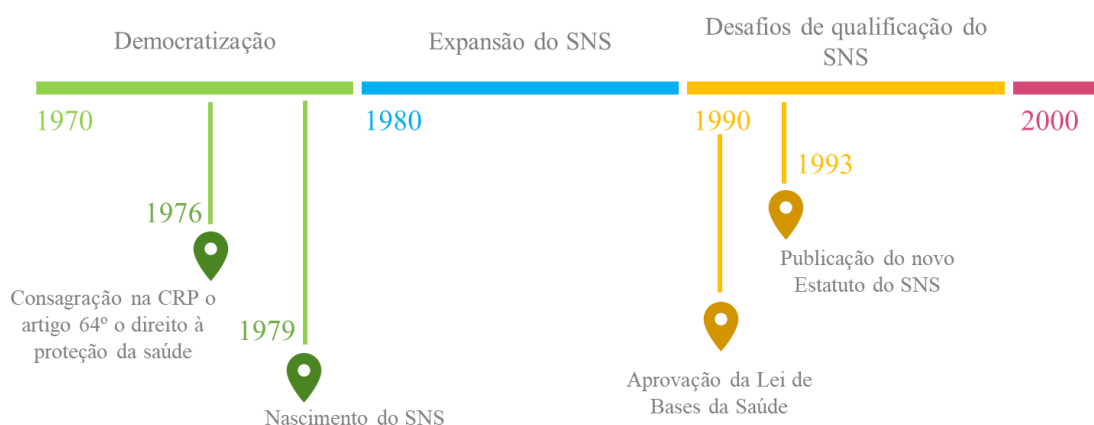 Democratização
Expansão do SNS
Desafios de qualificação do
SNS
1970
1980
1990
2000
1976
Consagração na CRP o
artigo 64º o direito à
proteção da saúde
1979
Nascimento do SNS
1993
Publicação do novo
Estatuto do SNS
Aprovação da Lei de
Bases da Saúde